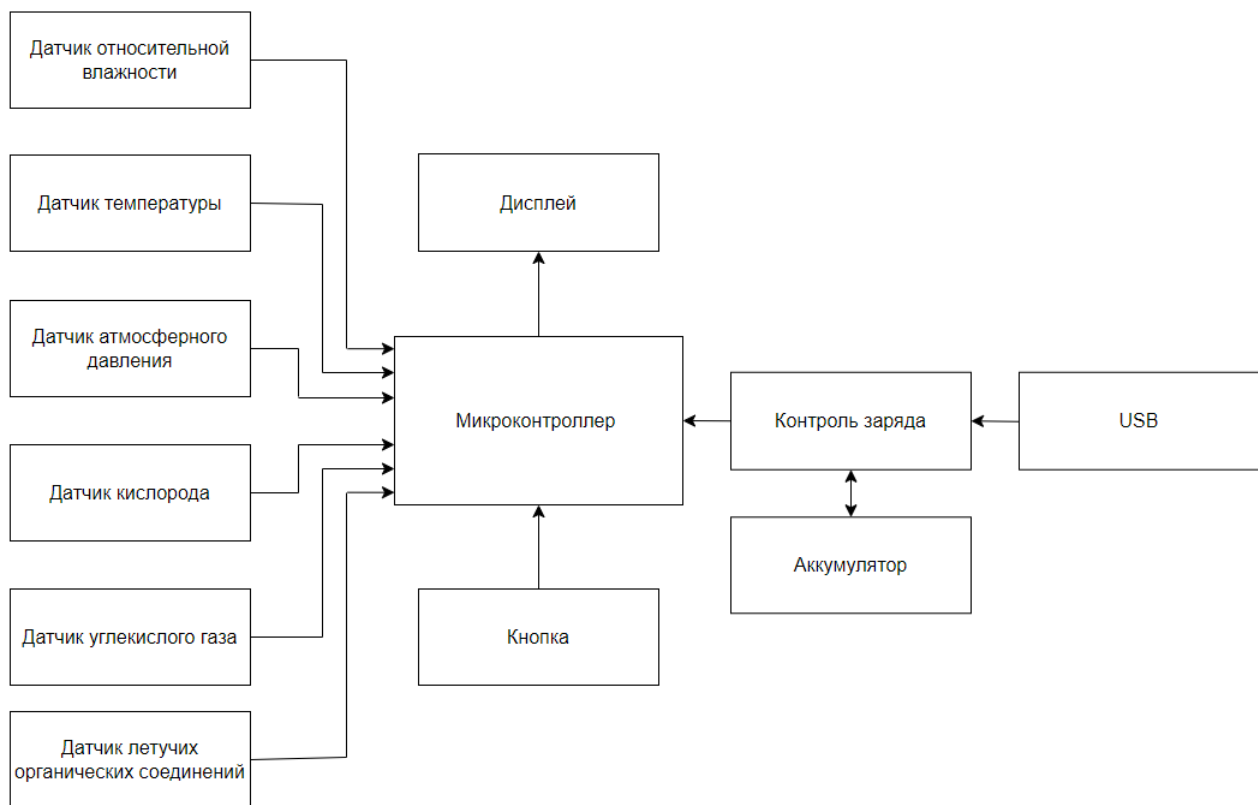 Датчик относительной
влажности
Датчик температуры
Дисплей
Датчик атмосферного
давления
Микроконтроллер
Контроль заряда
USB
Датчик кислорода
Аккумулятор
Датчик углекислого газа
Кнопка
Датчик летучих
органических соединений